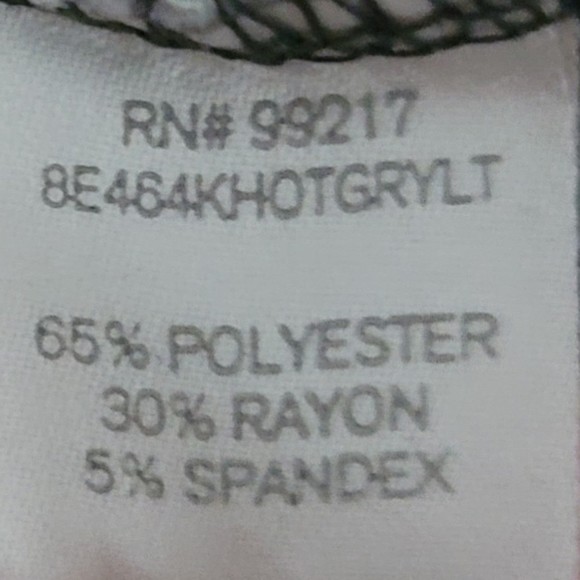 RN# 99217
8E464KHOTGRYLT
65% POLYESTER
30% RAYON
5% SPANDEX